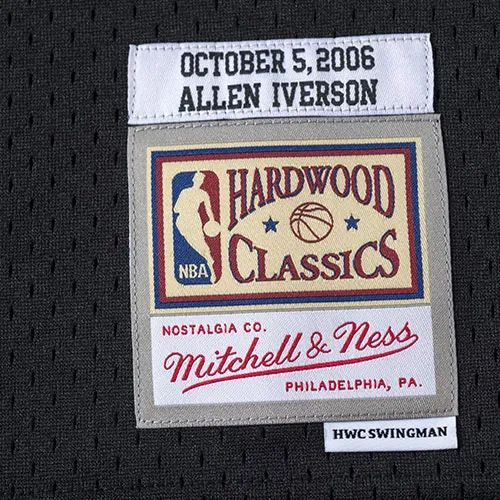 OCTOBER 5, 2006
ALLEN IVERSON
HARDWOOD
CLASSICS
NBA
NOSTALGIA CO.
Mitchell & Ness
PHILADELPHIA, PA.
HWC SWINGMAN